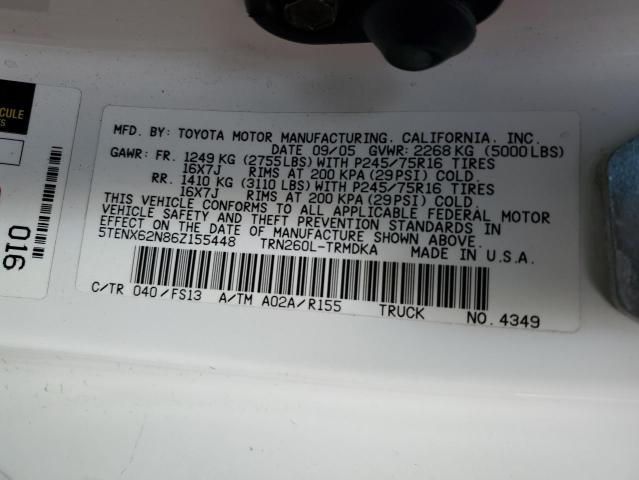 CULE
S
016
MFD. BY: TOYOTA MOTOR MANUFACTURING, CALIFORNIA, INC.
DATE 09/05 GVWR: 2268 KG (5000 LBS)
GAWR: FR. 1249 KG (2755 LBS) WITH P245/75R16 TIRES
16X7J RIMS AT 200 KPA (29 PSI) COLD.
RR. 1410 KG (3110 LBS) WITH P245/75R16 TIRES
16X7J RIMS AT 200 KPA (29 PSI) COLD.
THIS VEHICLE CONFORMS TO ALL APPLICABLE FEDERAL MOTOR
VEHICLE SAFETY AND THEFT PREVENTION STANDARDS IN
EFFECT ON THE DATE OF MANUFACTURE SHOWN ABOVE.
5TENX62N86Z155448 TRN260L-TRMDKA MADE IN U.S.A.
C/TR 040/FS13 A/TM A02A/R155 TRUCK NO. 4349